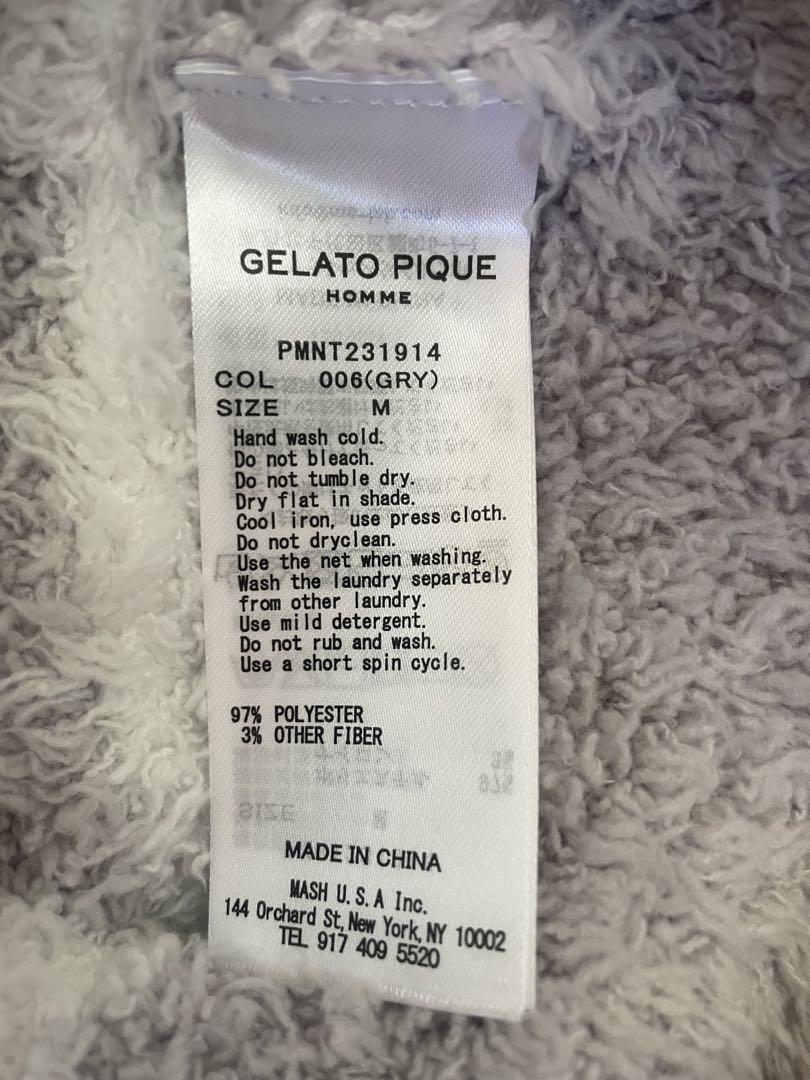 GELATO PIQUE
HOMME
PMNT231914
COL 006(GRY)
SIZE M
Hand wash cold.
Do not bleach.
Do not tumble dry.
Dry flat in shade.
Cool iron, use press cloth.
Do not dryclean.
Use the net when washing.
Wash the laundry separately
from other laundry.
Use mild detergent.
Do not rub and wash.
Use a short spin cycle.
97% POLYESTER
3% OTHER FIBER
MADE IN CHINA
MASH U.S.A Inc.
144 Orchard St, New York, NY 10002
TEL 917 409 5520